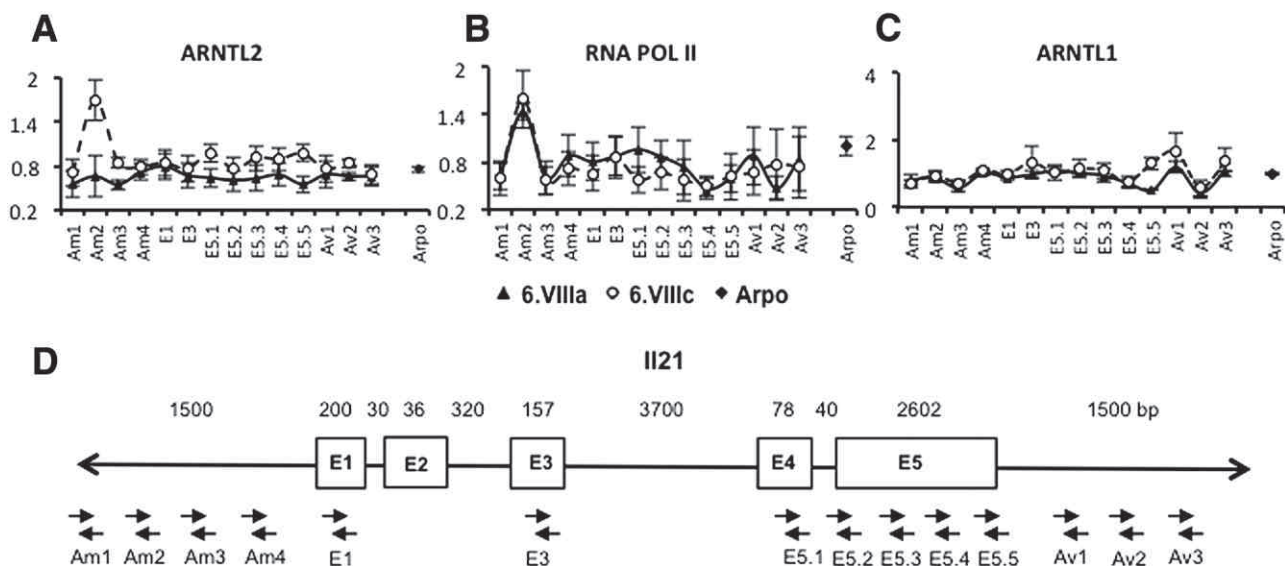 A
ARNTL2
2
1.4
0.8
0.2
Am1
Am2
Am3
Am4
E1
E3
E5.1
E5.2
E5.3
E5.4
E5.5
Av1
Av2
Av3
Arpo
B
RNA POL II
2
1.4
0.8
0.2
Am1
Am2
Am3
Am4
E1
E3
E5.1
E5.2
E5.3
E5.4
E5.5
Av1
Av2
Av3
Arpo
C
ARNTL1
4
2
0
Am1
Am2
Am3
Am4
E1
E3
E5.1
E5.2
E5.3
E5.4
E5.5
Av1
Av2
Av3
Arpo
6.VIIIa 6.VIIIc Arpo
D
Il21
1500 200 30 36 320 157 3700 78 40 2602 1500 bp
E1 E2 E3 E4 E5
Am1 Am2 Am3 Am4 E1 E3 E5.1 E5.2 E5.3 E5.4 E5.5 Av1 Av2 Av3